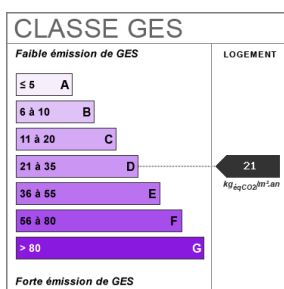 CLASSE GES
Faible émission de GES
LOGEMENT
≤ 5 A
6 à 10 B
11 à 20 C
21 à 35 D
21
kgéqCO2/m².an
36 à 55 E
56 à 80 F
> 80 G
Forte émission de GES